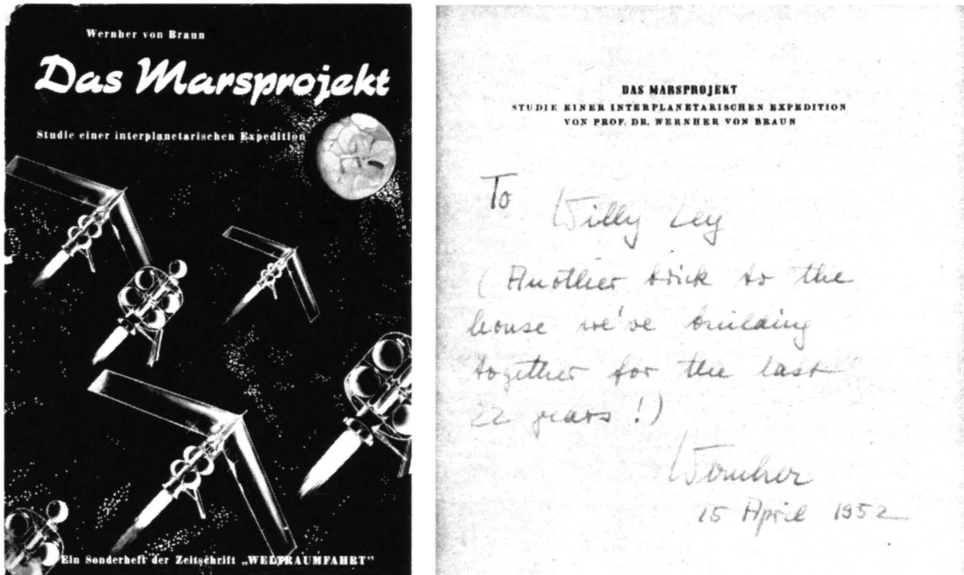 Wernher von Braun
Das Marsprojekt
Studie einer interplanetarischen Expedition
Ein Sonderheft der Zeitschrift „WELTRAUMFAHRT"
DAS MARSPROJEKT
STUDIE EINER INTERPLANETARISCHEN EXPEDITION
VON PROF. DR. WERNHER VON BRAUN
To
Willy Ley
(Another brick to the
house we've building
together for the last
22 years!)
Wernher
15 April 1952